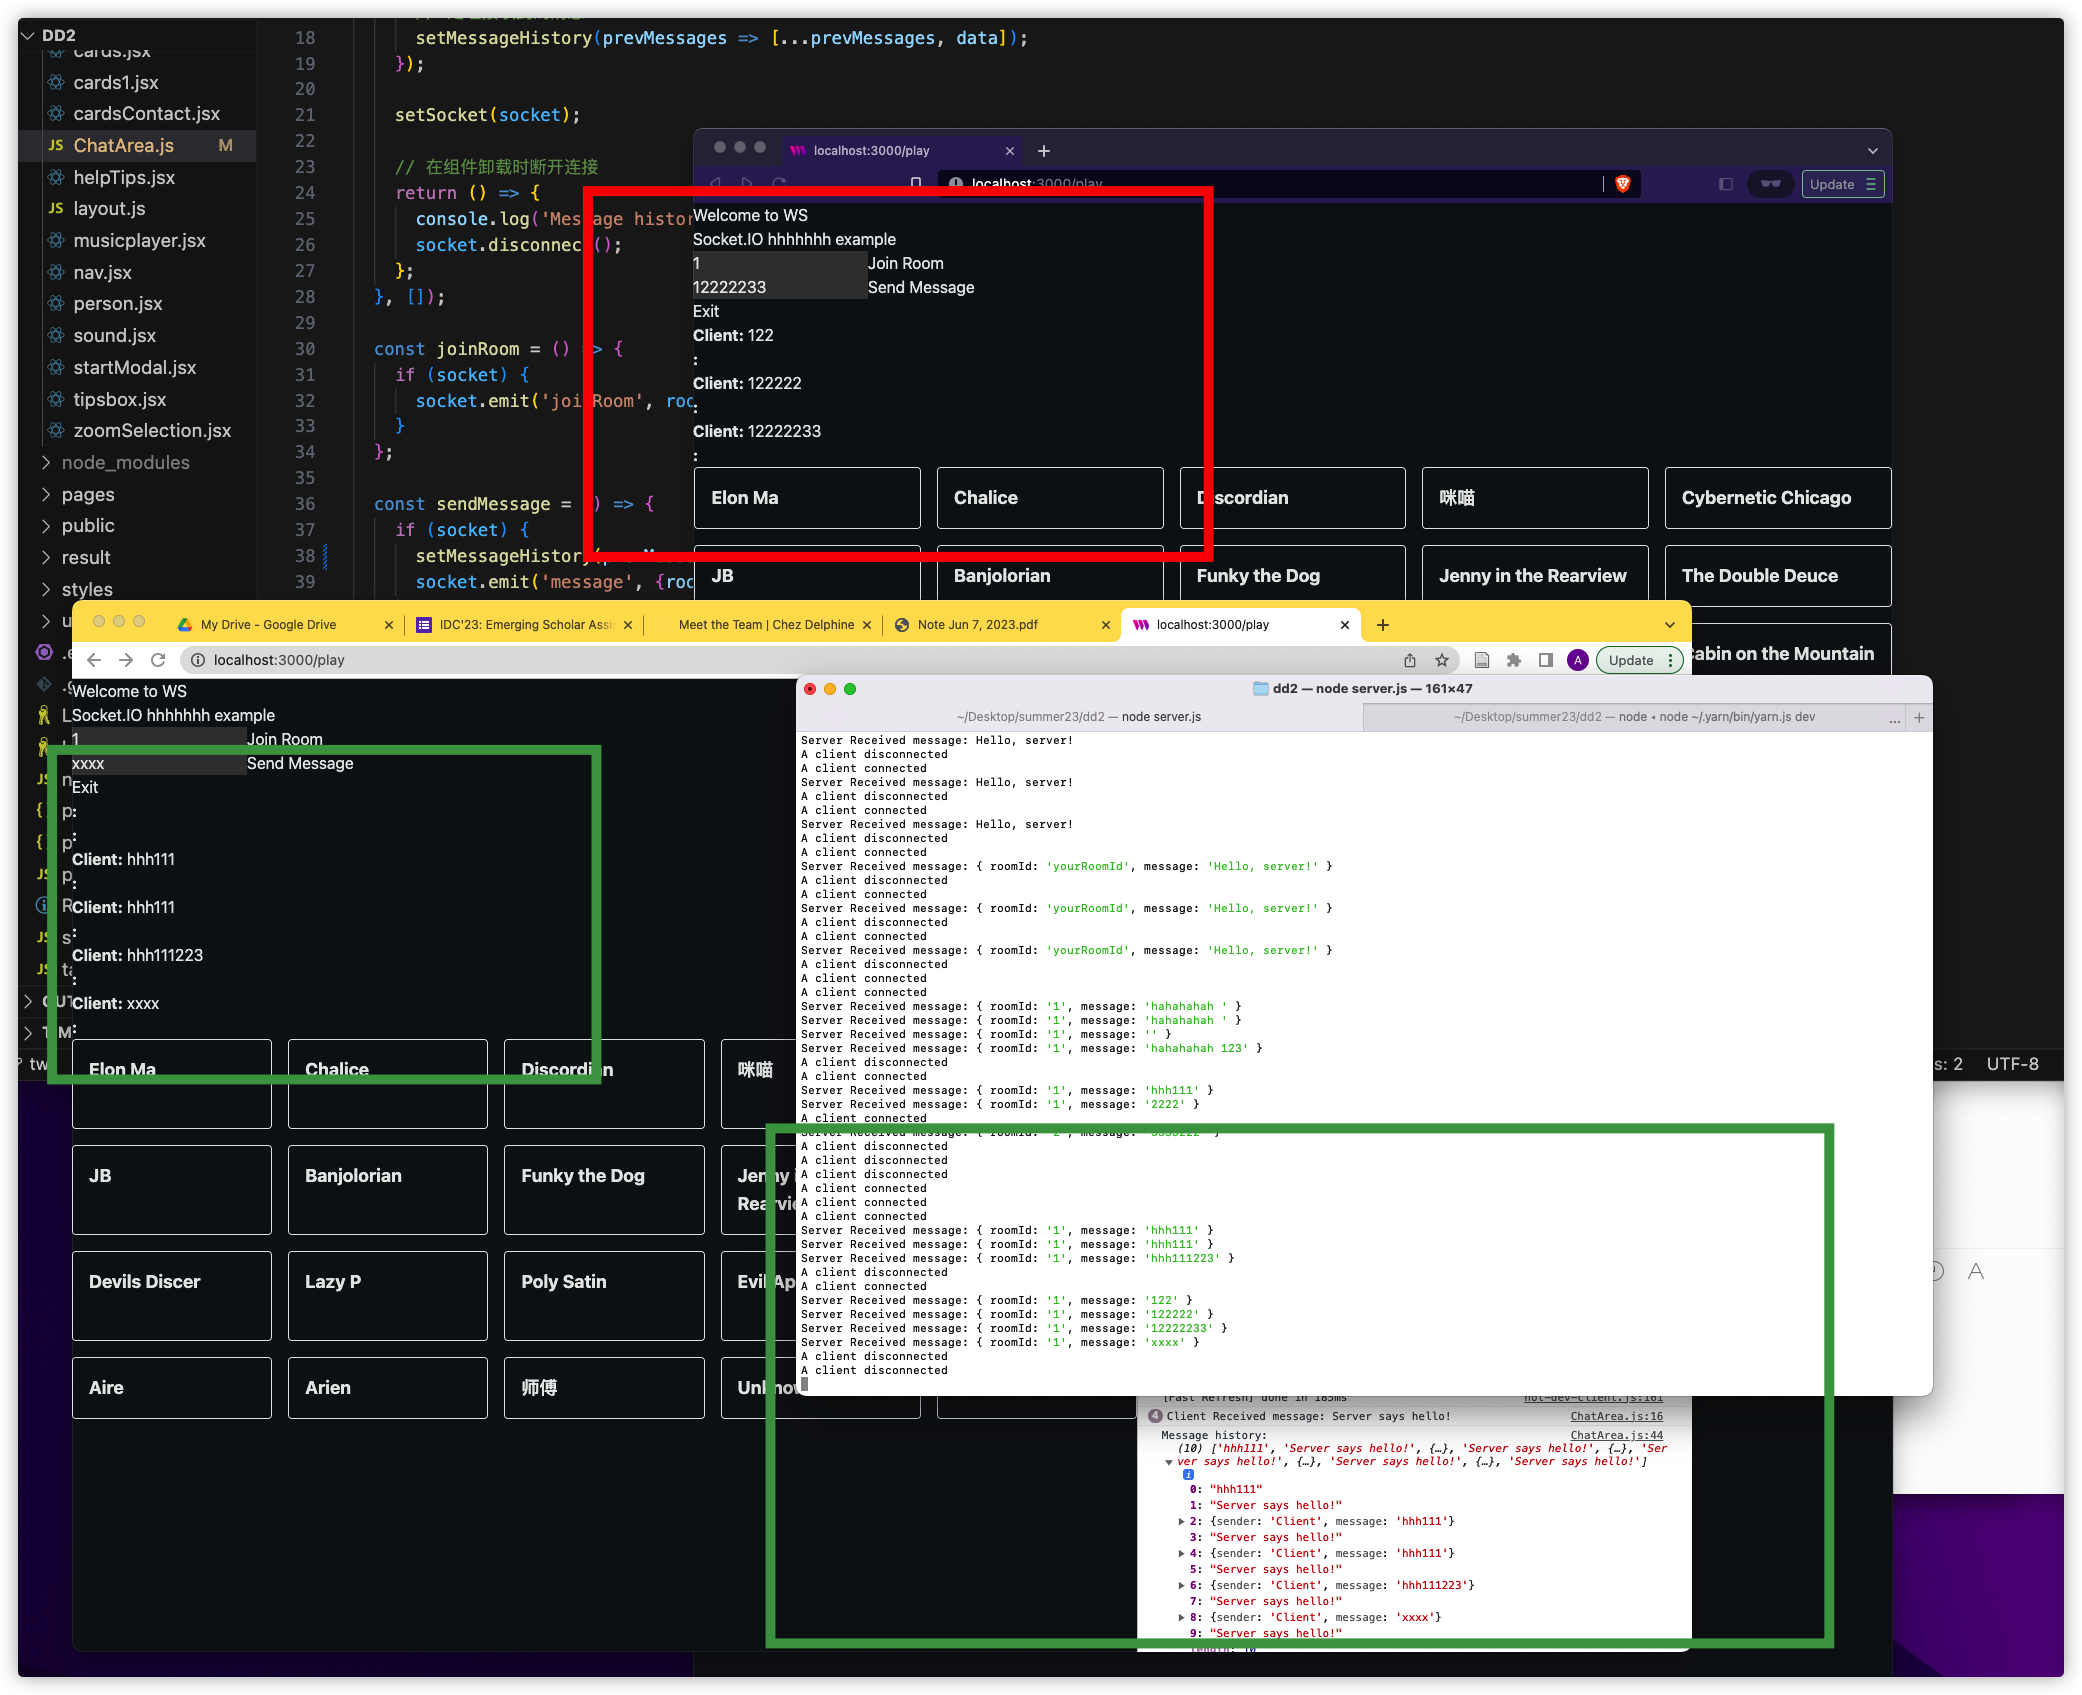 DD2
cards.jsx
cards1.jsx
cardsContact.jsx
JS ChatArea.js M
helpTips.jsx
JS layout.js
musicplayer.jsx
nav.jsx
person.jsx
sound.jsx
startModal.jsx
tipsbox.jsx
zoomSelection.jsx
node_modules
pages
public
result
styles
18 setMessageHistory(prevMessages => [...prevMessages, data]);
19 });
20
21 setSocket(socket);
22
23 // 在组件卸载时断开连接
24 return () => {
25 console.log('Message histor
26 socket.disconnec ();
27 };
28 }, []);
29
30 const joinRoom = () => {
31 if (socket) {
32 socket.emit('joi Room', roo
33 }
34 };
35
36 const sendMessage = ) => {
37 if (socket) {
38 setMessageHistory(
39 socket.emit('message', {roo
localhost:3000/play
localhost:3000/play
Update
Welcome to WS
Socket.IO hhhhhhh example
1 Join Room
12222233 Send Message
Exit
Client: 122
:
Client: 122222
:
Client: 12222233
:
Elon Ma Chalice Discordian 咪喵 Cybernetic Chicago
JB Banjolorian Funky the Dog Jenny in the Rearview The Double Deuce
Cabin on the Mountain
My Drive - Google Drive IDC'23: Emerging Scholar Assi Meet the Team | Chez Delphine Note Jun 7, 2023.pdf localhost:3000/play
localhost:3000/play A Update
Welcome to WS
Socket.IO hhhhhhh example
1 Join Room
xxxx Send Message
Exit
:
:
Client: hhh111
:
Client: hhh111
:
Client: hhh111223
:
Client: xxxx
:
Elon Ma Chalice Discordian 咪喵
JB Banjolorian Funky the Dog Jenny i
Rearvie
Devils Discer Lazy P Poly Satin Evil Ap
Aire Arien 师傅 Unknow
dd2 — node server.js — 161×47
~/Desktop/summer23/dd2 — node server.js
~/Desktop/summer23/dd2 — node ◂ node ~/.yarn/bin/yarn.js dev ...
Server Received message: Hello, server!
A client disconnected
A client connected
Server Received message: Hello, server!
A client disconnected
A client connected
Server Received message: Hello, server!
A client disconnected
A client connected
Server Received message: { roomId: 'yourRoomId', message: 'Hello, server!' }
A client disconnected
A client connected
Server Received message: { roomId: 'yourRoomId', message: 'Hello, server!' }
A client disconnected
A client connected
Server Received message: { roomId: 'yourRoomId', message: 'Hello, server!' }
A client disconnected
A client connected
A client connected
Server Received message: { roomId: '1', message: 'hahahahah ' }
Server Received message: { roomId: '1', message: 'hahahahah ' }
Server Received message: { roomId: '1', message: '' }
Server Received message: { roomId: '1', message: 'hahahahah 123' }
A client disconnected
A client connected
Server Received message: { roomId: '1', message: 'hhh111' }
Server Received message: { roomId: '1', message: '2222' }
A client connected
A client disconnected
A client disconnected
A client disconnected
A client connected
A client connected
A client connected
Server Received message: { roomId: '1', message: 'hhh111' }
Server Received message: { roomId: '1', message: 'hhh111' }
Server Received message: { roomId: '1', message: 'hhh111223' }
A client disconnected
A client connected
Server Received message: { roomId: '1', message: '122' }
Server Received message: { roomId: '1', message: '122222' }
Server Received message: { roomId: '1', message: '12222233' }
Server Received message: { roomId: '1', message: 'xxxx' }
A client disconnected
A client disconnected
s: 2 UTF-8
[Fast Refresh] done in 185ms hot-dev-client.js:161
4 Client Received message: Server says hello! ChatArea.js:16
Message history: ChatArea.js:44
(10) ['hhh111', 'Server says hello!', {…}, 'Server says hello!', {…}, 'Ser
ver says hello!', {…}, 'Server says hello!', {…}, 'Server says hello!']
0: "hhh111"
1: "Server says hello!"
2: {sender: 'Client', message: 'hhh111'}
3: "Server says hello!"
4: {sender: 'Client', message: 'hhh111'}
5: "Server says hello!"
6: {sender: 'Client', message: 'hhh111223'}
7: "Server says hello!"
8: {sender: 'Client', message: 'xxxx'}
9: "Server says hello!"